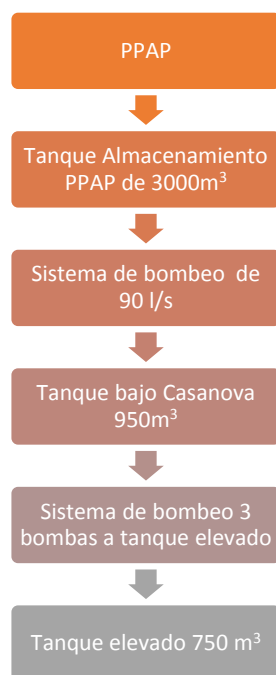 PPAP
Tanque Almacenamiento
PPAP de 3000m³
Sistema de bombeo de
90 l/s
Tanque bajo Casanova
950m³
Sistema de bombeo 3
bombas a tanque elevado
Tanque elevado 750 m³